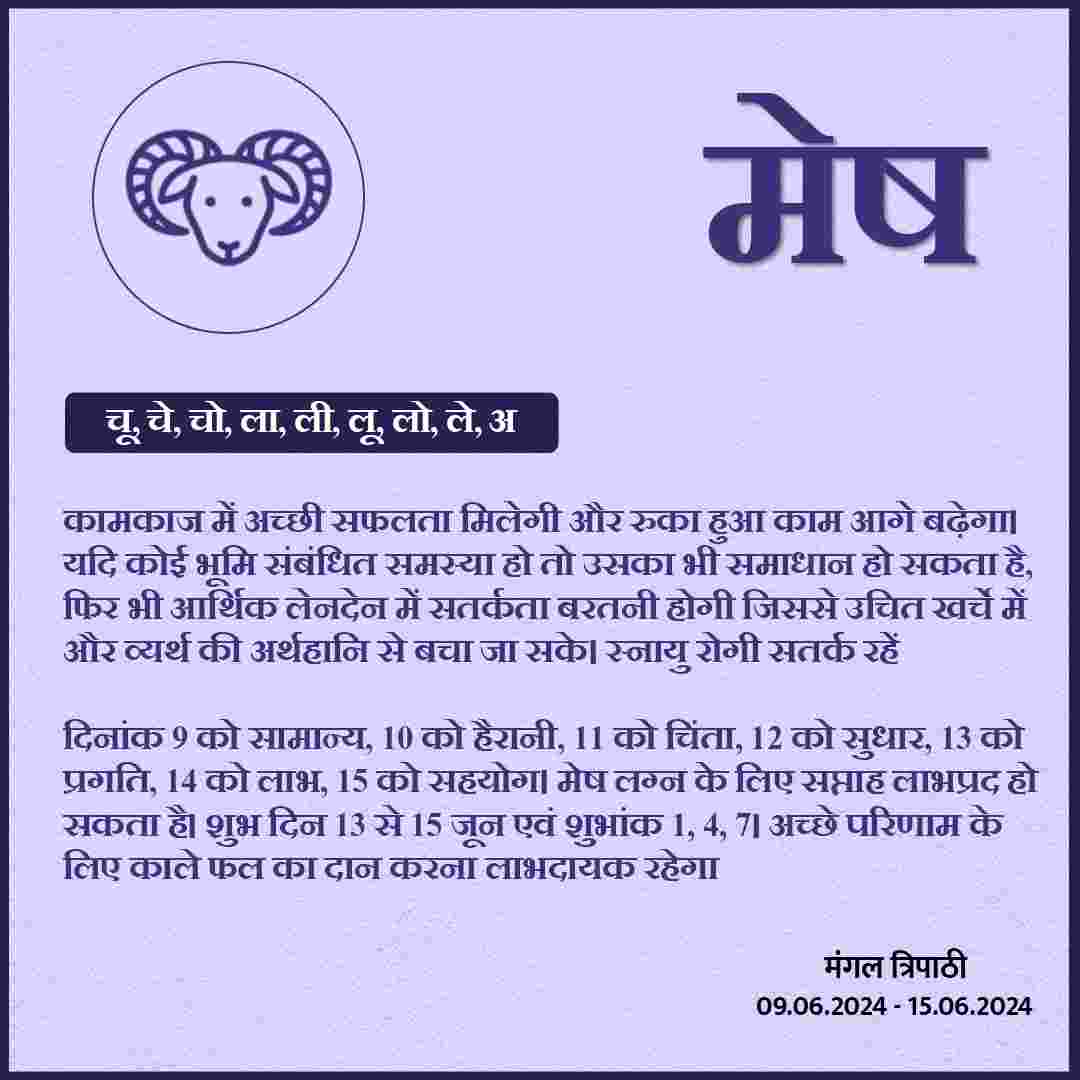 मेष
चू, चे, चो, ला, ली, लू, लो, ले, अ
कामकाज में अच्छी सफलता मिलेगी और रुका हुआ काम आगे बढ़ेगा।
यदि कोई भूमि संबंधित समस्या हो तो उसका भी समाधान हो सकता है,
फिर भी आर्थिक लेनदेन में सतर्कता बरतनी होगी जिससे उचित खर्चे में
और व्यर्थ की अर्थहानि से बचा जा सके। स्नायु रोगी सतर्क रहें
दिनांक 9 को सामान्य, 10 को हैरानी, 11 को चिंता, 12 को सुधार, 13 को
प्रगति, 14 को लाभ, 15 को सहयोग। मेष लग्न के लिए सप्ताह लाभप्रद हो
सकता है। शुभ दिन 13 से 15 जून एवं शुभांक 1, 4, 7। अच्छे परिणाम के
लिए काले फल का दान करना लाभदायक रहेगा
मंगल त्रिपाठी
09.06.2024 - 15.06.2024